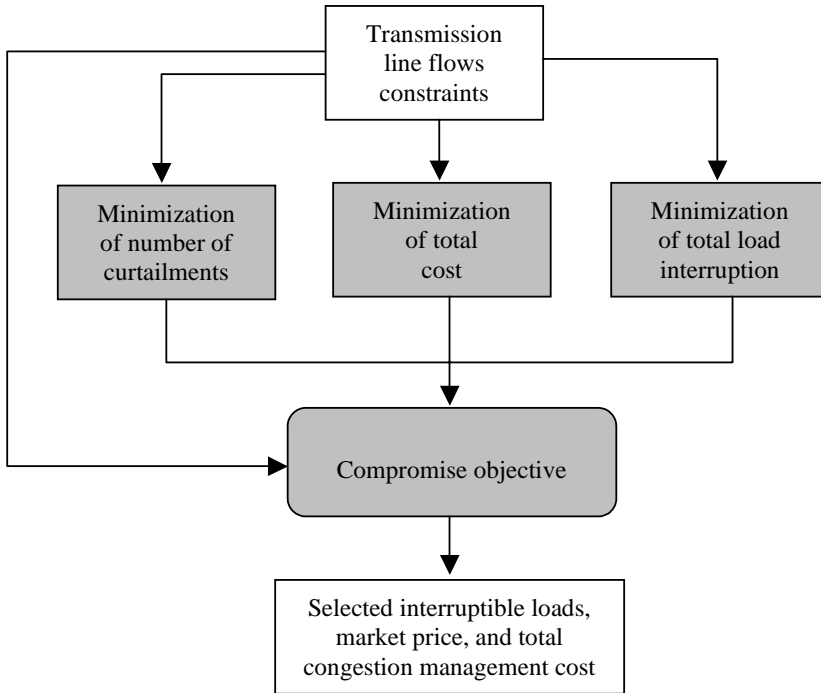 Transmission
line flows
constraints
Minimization
of number of
curtailments
Minimization
of total
cost
Minimization
of total load
interruption
Compromise objective
Selected interruptible loads,
market price, and total
congestion management cost